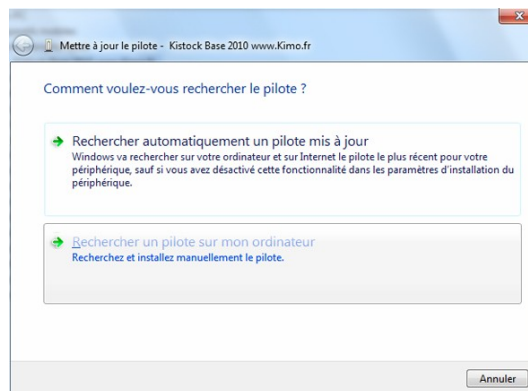 Mettre à jour le pilote - Kistock Base 2010 www.Kimo.fr
Comment voulez-vous rechercher le pilote ?
Rechercher automatiquement un pilote mis à jour
Windows va rechercher sur votre ordinateur et sur Internet le pilote le plus récent pour votre
périphérique, sauf si vous avez désactivé cette fonctionnalité dans les paramètres d'installation du
périphérique.
Rechercher un pilote sur mon ordinateur
Recherchez et installez manuellement le pilote.
Annuler